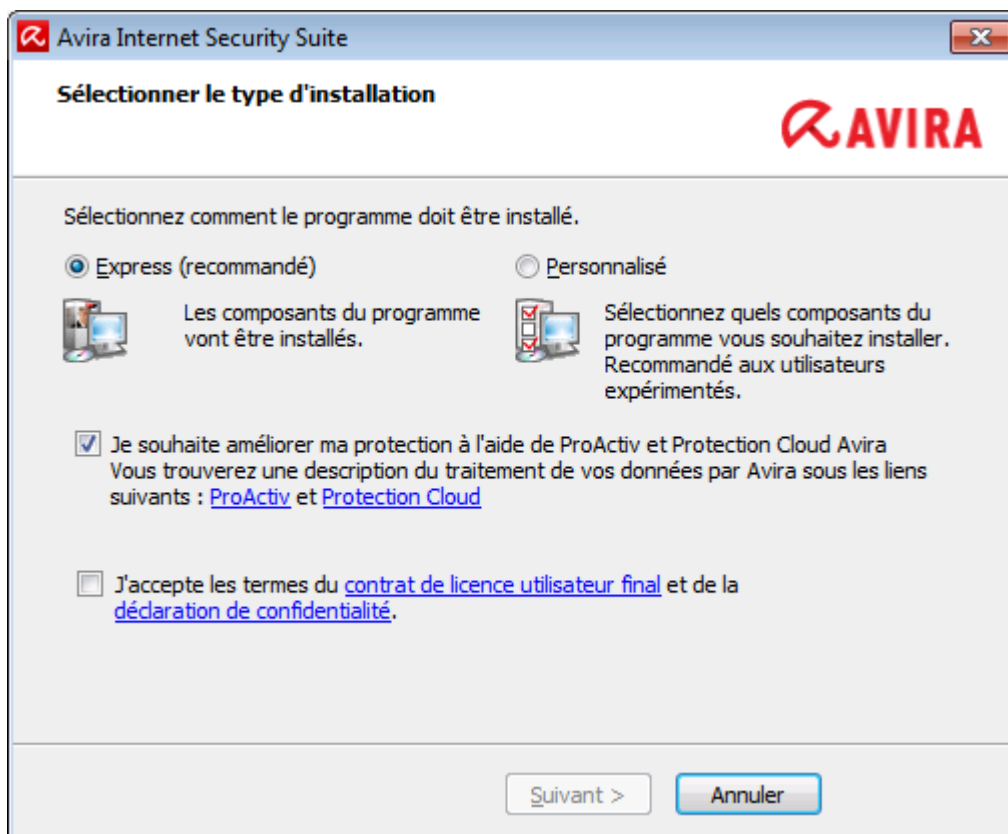 Avira Internet Security Suite
Sélectionner le type d'installation
AVIRA
Sélectionnez comment le programme doit être installé.
Express (recommandé)
Les composants du programme
vont être installés.
Personnalisé
Sélectionnez quels composants du
programme vous souhaitez installer.
Recommandé aux utilisateurs
expérimentés.
Je souhaite améliorer ma protection à l'aide de ProActiv et Protection Cloud Avira
Vous trouverez une description du traitement de vos données par Avira sous les liens
suivants : ProActiv et Protection Cloud
J'accepte les termes du contrat de licence utilisateur final et de la
déclaration de confidentialité.
Suivant >
Annuler